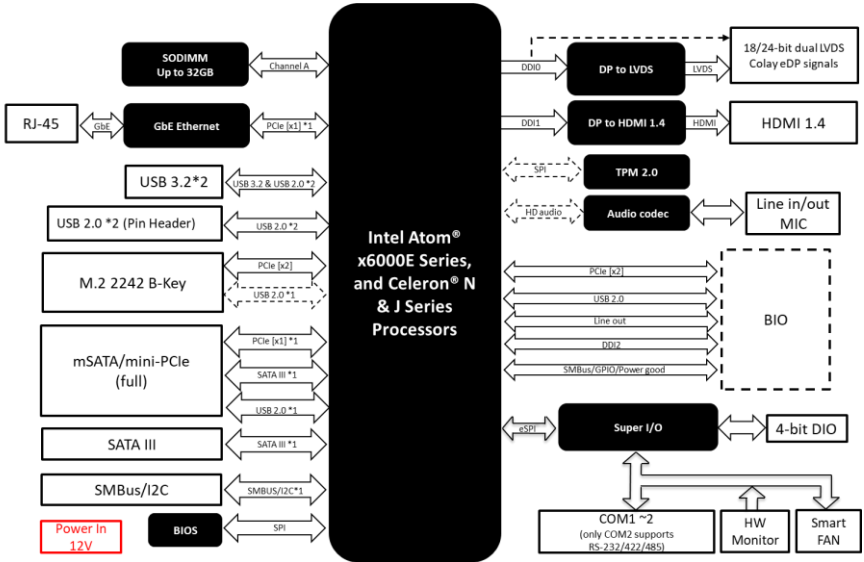 SODIMM
Up to 32GB
Channel A
RJ-45
GbE
GbE Ethernet
PCIe [x1] *1
USB 3.2*2
USB 3.2 & USB 2.0 *2
USB 2.0 *2 (Pin Header)
USB 2.0 *2
M.2 2242 B-Key
PCIe [x2]
USB 2.0 *1
mSATA/mini-PCIe
(full)
PCIe [x1] *1
SATA III *1
USB 2.0 *1
SATA III
SATA III *1
SMBus/I2C
SMBUS/I2C*1
Power In
12V
BIOS
SPI
Intel Atom®
x6000E Series,
and Celeron® N
& J Series
Processors
DDI0
DP to LVDS
LVDS
18/24-bit dual LVDS
Colay eDP signals
DDI1
DP to HDMI 1.4
HDMI
HDMI 1.4
SPI
TPM 2.0
HD audio
Audio codec
Line in/out
MIC
PCIe [x2]
USB 2.0
Line out
DDI2
SMBus/GPIO/Power good
BIO
eSPI
Super I/O
4-bit DIO
COM1 ~2
(only COM2 supports
RS-232/422/485)
HW
Monitor
Smart
FAN